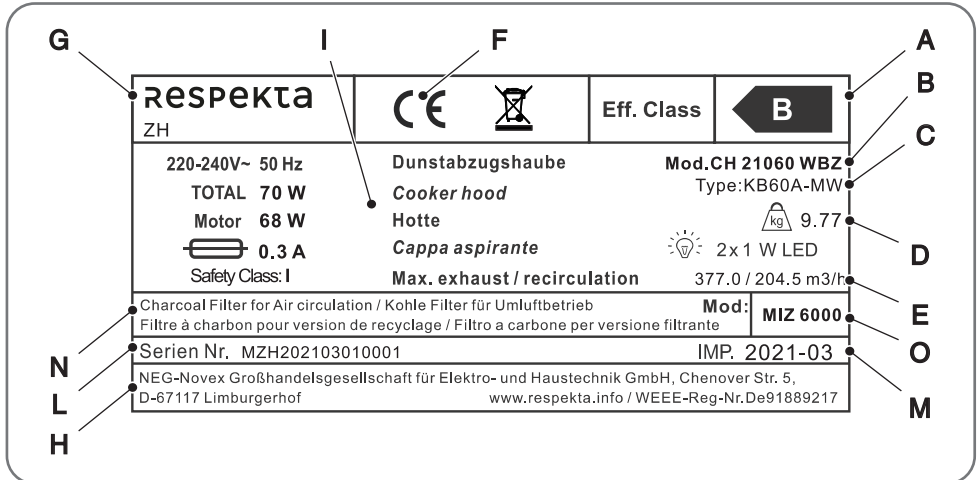 G I F A
B
C
D
E
O
M
N
L
H
Respekta
ZH
CE
Eff. Class B
220-240V~ 50 Hz Dunstabzugshaube Mod.CH 21060 WBZ
TOTAL 70 W Cooker hood Type:KB60A-MW
Motor 68 W Hotte kg 9.77
0.3 A Cappa aspirante 2x1 W LED
Safety Class: I Max. exhaust / recirculation 377.0 / 204.5 m3/h
Charcoal Filter for Air circulation / Kohle Filter für Umluftbetrieb Mod: MIZ 6000
Filtre à charbon pour version de recyclage / Filtro a carbone per versione filtrante
Serien Nr. MZH202103010001 IMP. 2021-03
NEG-Novex Großhandelsgesellschaft für Elektro- und Haustechnik GmbH, Chenover Str. 5,
D-67117 Limburgerhof www.respekta.info / WEEE-Reg-Nr.De91889217